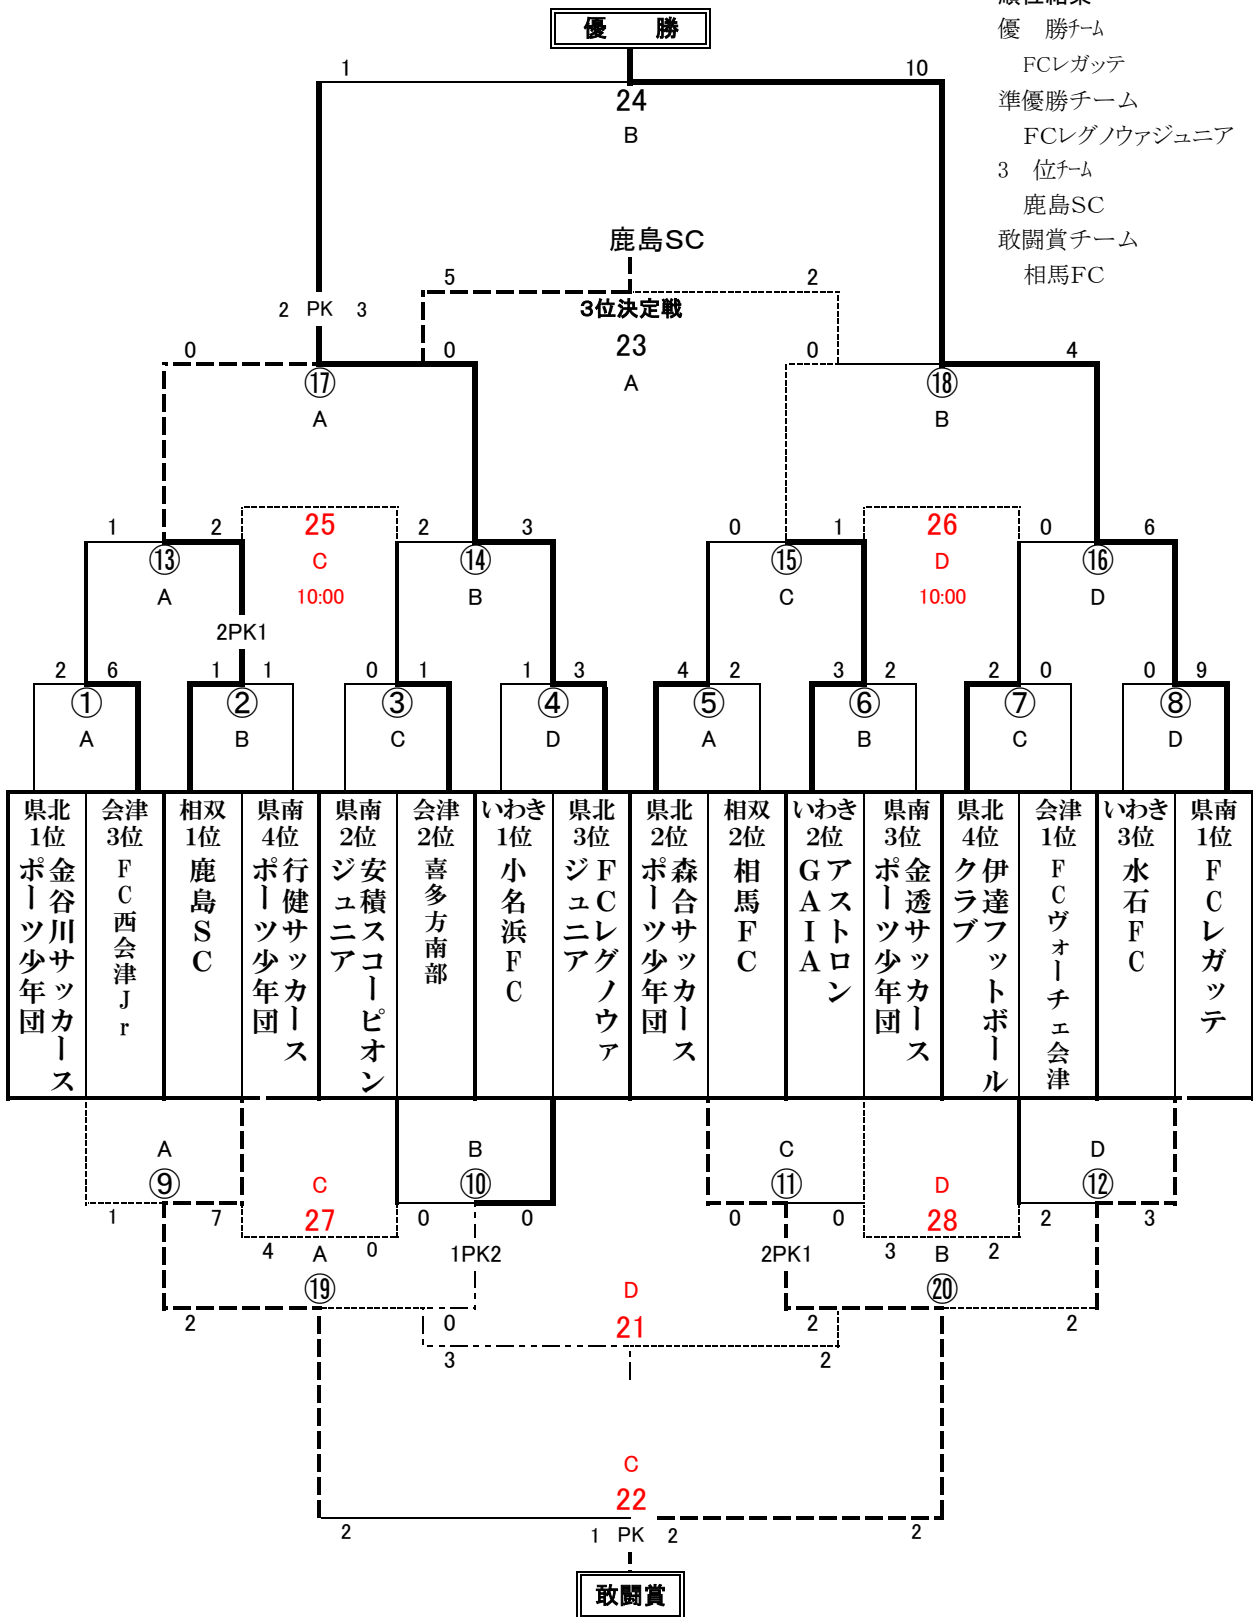 順位結果
優　勝チーム
FCレガッテ
準優勝チーム
FCレグノヴァジュニア
3　位チーム
鹿島SC
敢闘賞チーム
相馬FC
優　勝
1 10
24
B
鹿島SC
5 2
3位決定戦
2 PK 3
23
A
0 0 0 4
⑰ ⑱
A B
1 2 25 2 3 0 1 26 0 6
⑬ C ⑭ ⑮ D ⑯
A 10:00 B C 10:00 D
2PK1
2 6 1 1 0 1 1 3 4 2 3 2 2 0 0 9
① ② ③ ④ ⑤ ⑥ ⑦ ⑧
A B C D A B C D
県北1位 金谷川サッカースポーツ少年団
会津3位 FC西会津Jr
相双1位 鹿島SC
県南4位 行健サッカースポーツ少年団
県南2位 安積スコーピオンジュニア
会津2位 喜多方南部
いわき1位 小名浜FC
県北3位 FCレグノヴァジュニア
県北2位 森合サッカースポーツ少年団
相双2位 相馬FC
いわき2位 アストロンGAIA
県南3位 金透サッカースポーツ少年団
県北4位 伊達フットボールクラブ
会津1位 FCヴォーチェ会津
いわき3位 水石FC
県南1位 FCレガッテ
A B C D
⑨ C ⑩ ⑪ D ⑫
1 7 27 0 0 0 0 28 2 3
4 A 0 1PK2 2PK1 3 B 2
⑲ D ⑳
2 0 21 2 2
3 2
C
22
2 1 PK 2 2
敢闘賞